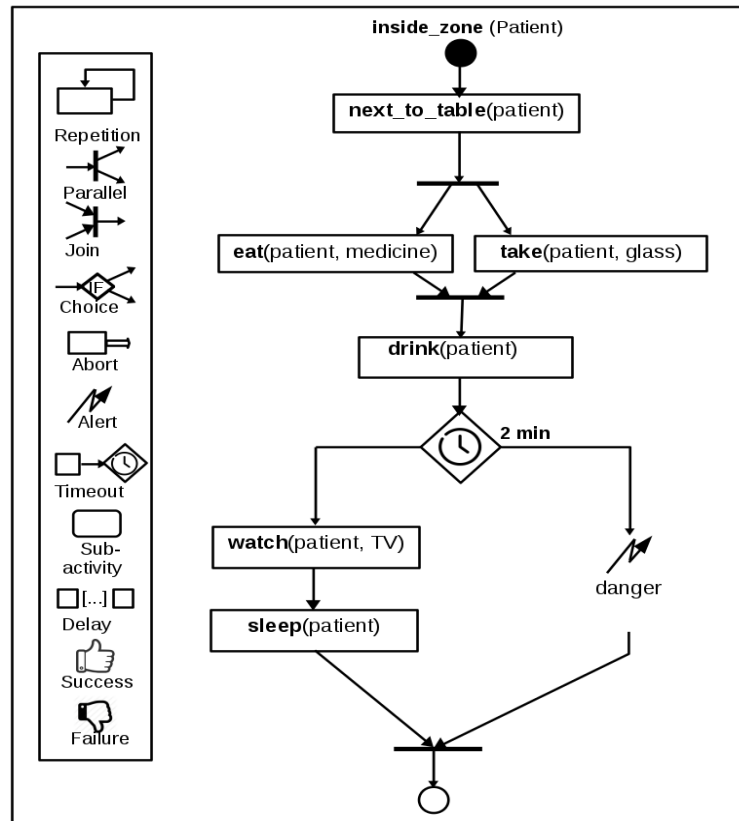 inside_zone (Patient)
next_to_table(patient)
eat(patient, medicine)
take(patient, glass)
drink(patient)
2 min
watch(patient, TV)
danger
sleep(patient)
Repetition
Parallel
Join
IF
Choice
Abort
Alert
Timeout
Sub-
activity
[...]
Delay
Success
Failure